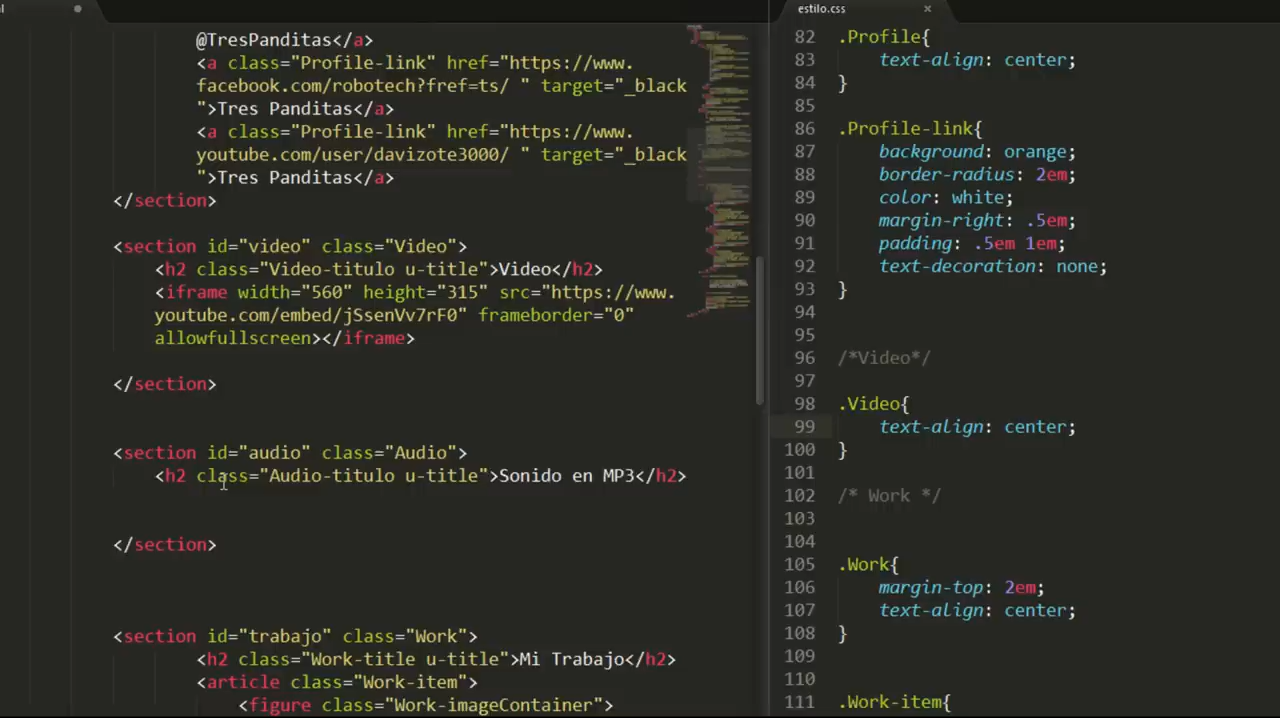 l
@TresPanditas</a>
<a class="Profile-link" href="https://www.
facebook.com/robotech?fref=ts/ " target="_black
">Tres Panditas</a>
<a class="Profile-link" href="https://www.
youtube.com/user/davizote3000/ " target="_black
">Tres Panditas</a>
</section>
<section id="video" class="Video">
<h2 class="Video-titulo u-title">Video</h2>
<iframe width="560" height="315" src="https://www.
youtube.com/embed/jSsenVv7rF0" frameborder="0"
allowfullscreen></iframe>
</section>
<section id="audio" class="Audio">
<h2 class="Audio-titulo u-title">Sonido en MP3</h2>
</section>
<section id="trabajo" class="Work">
<h2 class="Work-title u-title">Mi Trabajo</h2>
<article class="Work-item">
<figure class="Work-imageContainer">
estilo.css ×
82 .Profile{
83 text-align: center;
84 }
85
86 .Profile-link{
87 background: orange;
88 border-radius: 2em;
89 color: white;
90 margin-right: .5em;
91 padding: .5em 1em;
92 text-decoration: none;
93 }
94
95
96 /*Video*/
97
98 .Video{
99 text-align: center;
100 }
101
102 /* Work */
103
104
105 .Work{
106 margin-top: 2em;
107 text-align: center;
108 }
109
110
111 .Work-item{